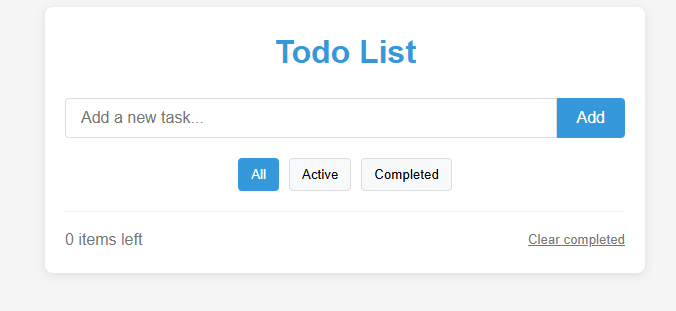 Todo List
Add a new task... Add
All Active Completed
0 items left Clear completed